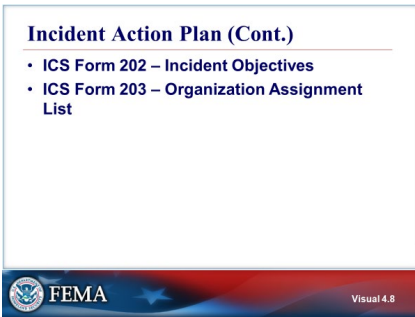 Incident Action Plan (Cont.)
• ICS Form 202 – Incident Objectives
• ICS Form 203 – Organization Assignment
List
FEMA
Visual 4.8